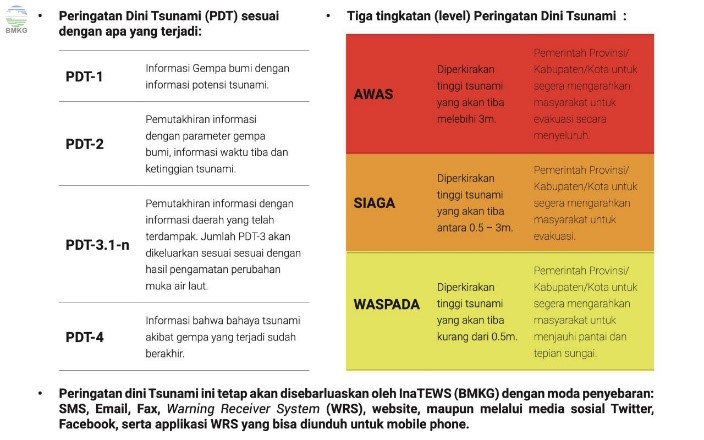 BMKG
• Peringatan Dini Tsunami (PDT) sesuai
dengan apa yang terjadi:
PDT-1
Informasi Gempa bumi dengan
informasi potensi tsunami.
PDT-2
Pemutakhiran informasi
dengan parameter gempa
bumi, informasi waktu tiba dan
ketinggian tsunami.
PDT-3.1-n
Pemutakhiran informasi dengan
informasi daerah yang telah
terdampak. Jumlah PDT-3 akan
dikeluarkan sesuai sesuai dengan
hasil pengamatan perubahan
muka air laut.
PDT-4
Informasi bahwa bahaya tsunami
akibat gempa yang terjadi sudah
berakhir.
• Tiga tingkatan (level) Peringatan Dini Tsunami :
AWAS
Diperkirakan
tinggi tsunami
yang akan tiba
melebihi 3m.
Pemerintah Provinsi/
Kabupaten/Kota untuk
segera mengarahkan
masyarakat untuk
evakuasi secara
menyeluruh.
SIAGA
Diperkirakan
tinggi tsunami
yang akan tiba
antara 0.5 – 3m.
Pemerintah Provinsi/
Kabupaten/Kota untuk
segera mengarahkan
masyarakat untuk
evakuasi.
WASPADA
Diperkirakan
tinggi tsunami
yang akan tiba
kurang dari 0.5m.
Pemerintah Provinsi/
Kabupaten/Kota untuk
segera mengarahkan
masyarakat untuk
menjauhi pantai dan
tepian sungai.
• Peringatan dini Tsunami ini tetap akan disebarluaskan oleh InaTEWS (BMKG) dengan moda penyebaran:
SMS, Email, Fax, Warning Receiver System (WRS), website, maupun melalui media sosial Twitter,
Facebook, serta applikasi WRS yang bisa diunduh untuk mobile phone.